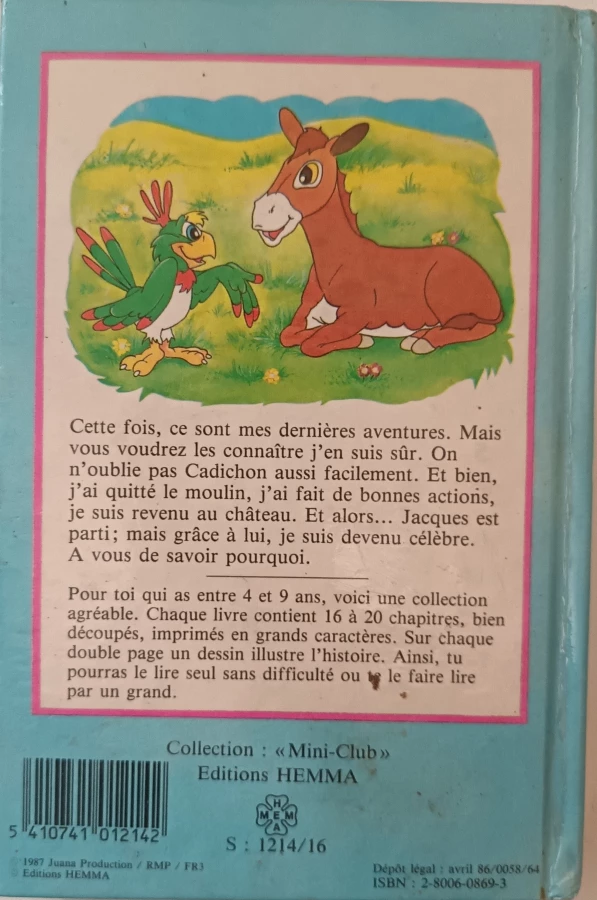 Cette fois, ce sont mes dernières aventures. Mais
vous voudrez les connaître j'en suis sûr. On
n'oublie pas Cadichon aussi facilement. Et bien,
j'ai quitté le moulin, j'ai fait de bonnes actions,
je suis revenu au château. Et alors... Jacques est
parti; mais grâce à lui, je suis devenu célèbre.
A vous de savoir pourquoi.
Pour toi qui as entre 4 et 9 ans, voici une collection
agréable. Chaque livre contient 16 à 20 chapitres, bien
découpés, imprimés en grands caractères. Sur chaque
double page un dessin illustre l'histoire. Ainsi, tu
pourras le lire seul sans difficulté ou te le faire lire
par un grand.
Collection : «Mini-Club»
Editions HEMMA
HEMMA
S : 1214/16
5 410741 012142
1987 Juana Production / RMP / FR3
© Editions HEMMA
Dépôt légal : avril 86/0058/64
ISBN : 2-8006-0869-3